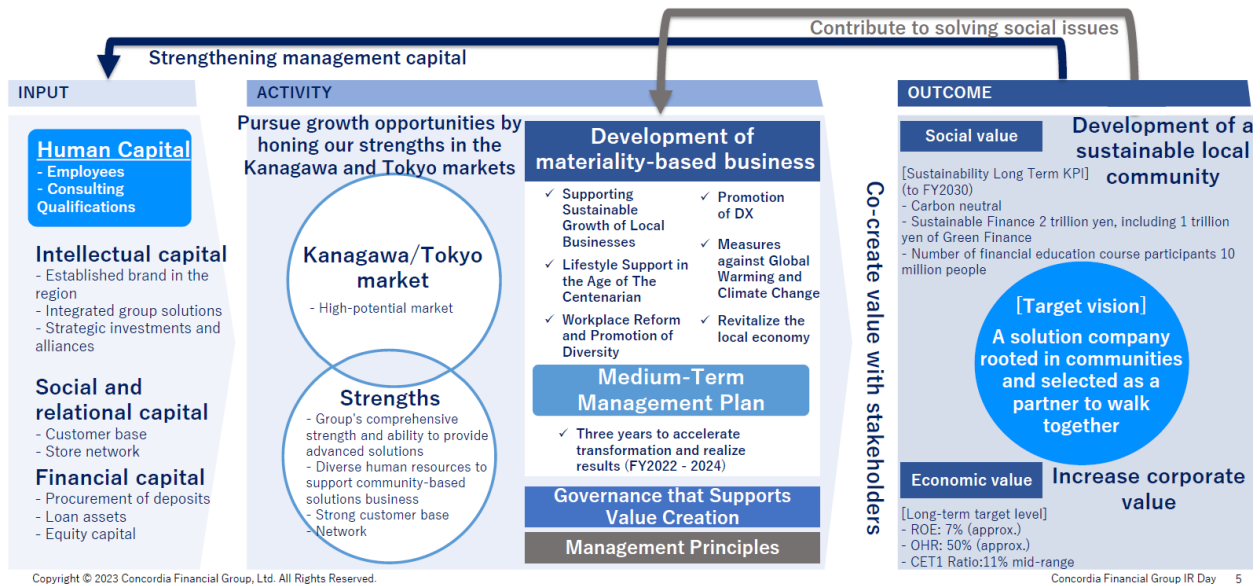 Contribute to solving social issues
Strengthening management capital
INPUT
Human Capital
- Employees
- Consulting
Qualifications
Intellectual capital
- Established brand in the
region
- Integrated group solutions
- Strategic investments and
alliances
Social and
relational capital
- Customer base
- Store network
Financial capital
- Procurement of deposits
- Loan assets
- Equity capital
ACTIVITY
Pursue growth opportunities by
honing our strengths in the
Kanagawa and Tokyo markets
Kanagawa/Tokyo
market
- High-potential market
Strengths
- Group's comprehensive
strength and ability to provide
advanced solutions
- Diverse human resources to
support community-based
solutions business
- Strong customer base
- Network
Development of
materiality-based business
✓ Supporting
Sustainable
Growth of Local
Businesses
✓ Lifestyle Support in
the Age of The
Centenarian
✓ Workplace Reform
and Promotion of
Diversity
✓ Promotion
of DX
✓ Measures
against Global
Warming and
Climate Change
✓ Revitalize the
local economy
Medium-Term
Management Plan
✓ Three years to accelerate
transformation and realize
results (FY2022 - 2024)
Governance that Supports
Value Creation
Management Principles
Co-create value with stakeholders
OUTCOME
Social value
Development of a
sustainable local
community
[Sustainability Long Term KPI]
(to FY2030)
- Carbon neutral
- Sustainable Finance 2 trillion yen, including 1 trillion
yen of Green Finance
- Number of financial education course participants 10
million people
[Target vision]
A solution company
rooted in communities
and selected as a
partner to walk
together
Economic value
Increase corporate
value
[Long-term target level]
- ROE: 7% (approx.)
- OHR: 50% (approx.)
- CET1 Ratio:11% mid-range
Copyright © 2023 Concordia Financial Group, Ltd. All Rights Reserved.
Concordia Financial Group IR Day 5